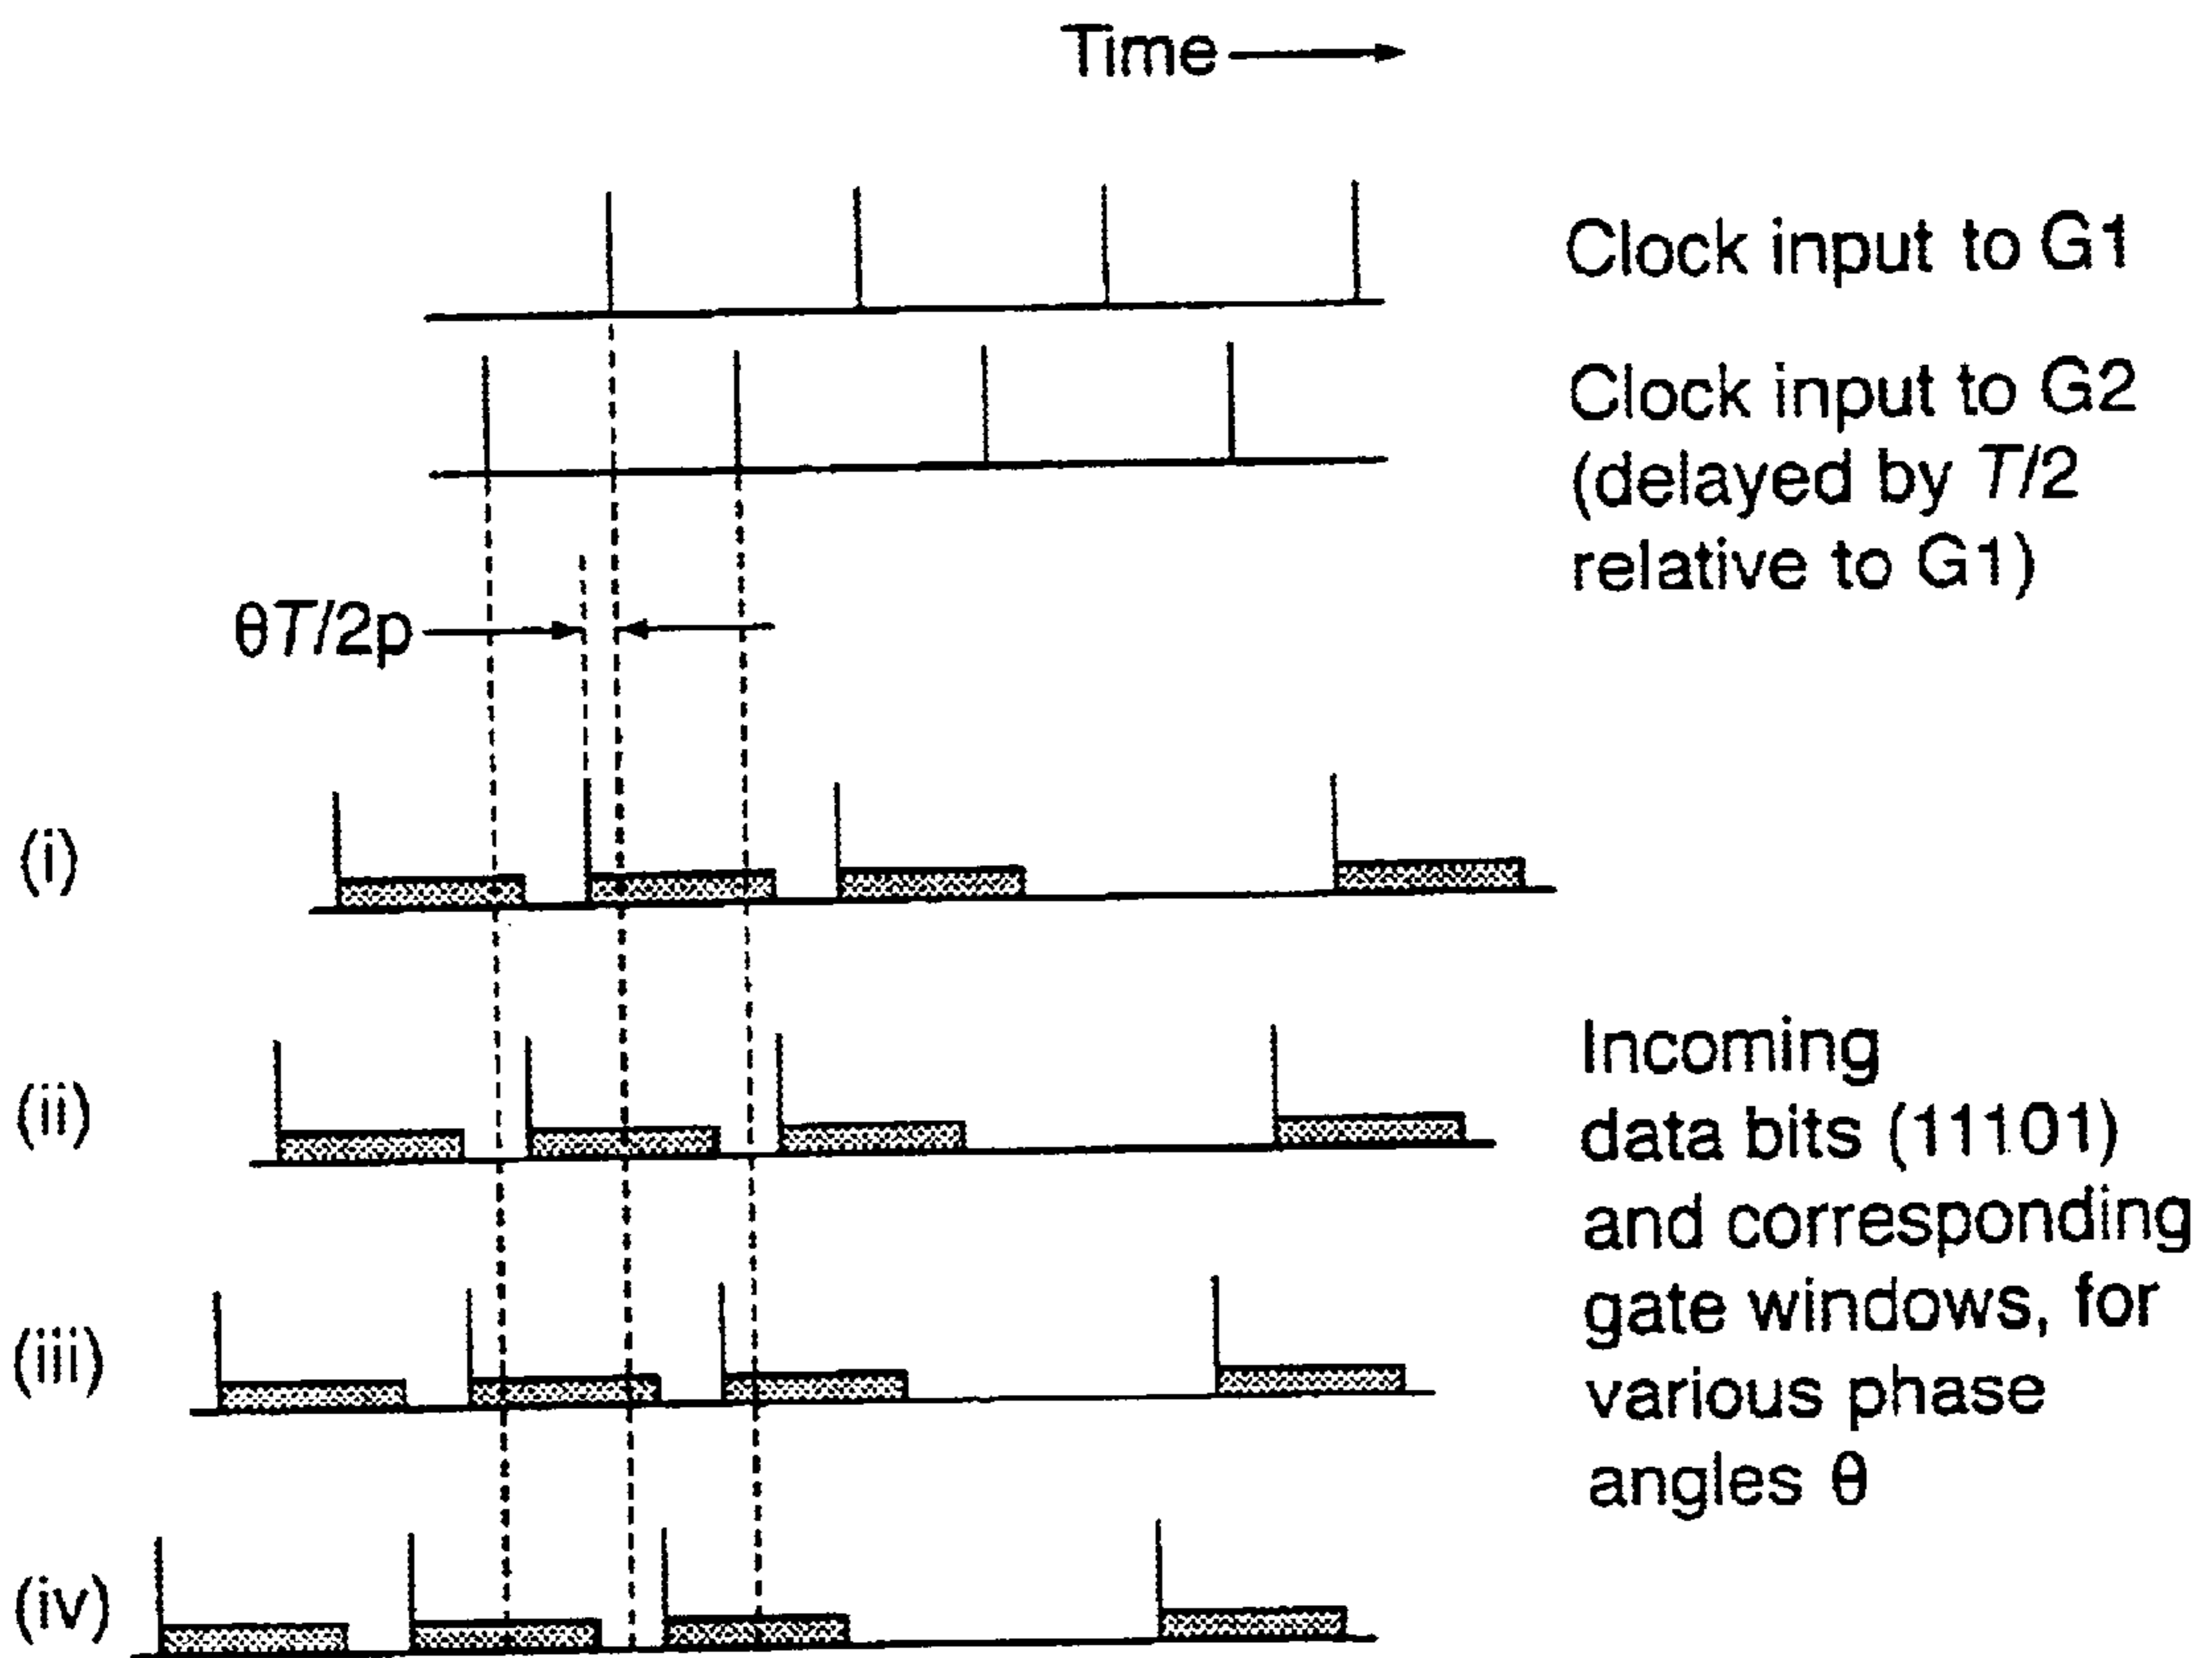 Time
Clock input to G1
Clock input to G2
(delayed by T/2
relative to G1)
θT/2p
(i)
(ii)
Incoming
data bits (11101)
and corresponding
gate windows, for
various phase
angles θ
(iii)
(iv)